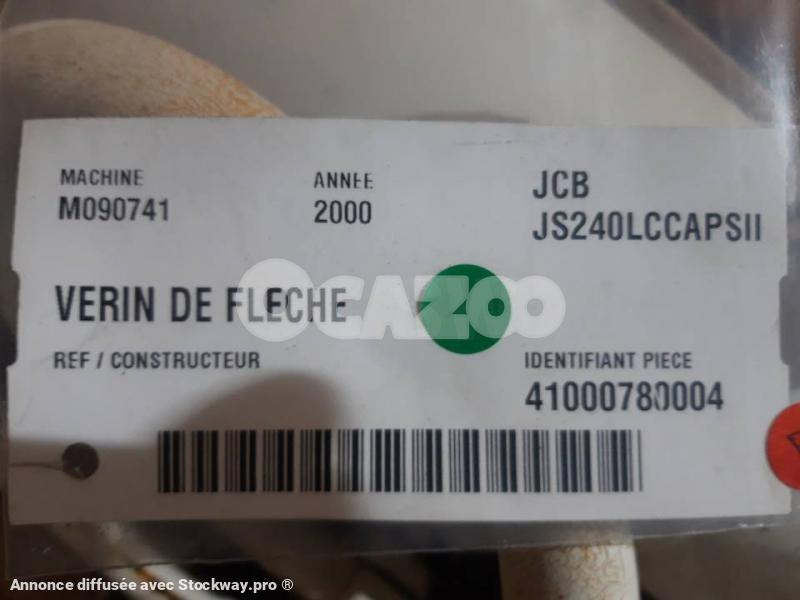 MACHINE
ANNEE
JCB
M090741
2000
JS240LCCAPSII
VERIN DE FLECHE
OCAZOO
REF / CONSTRUCTEUR
IDENTIFIANT PIECE
41000780004
Annonce diffusée avec Stockway.pro ®